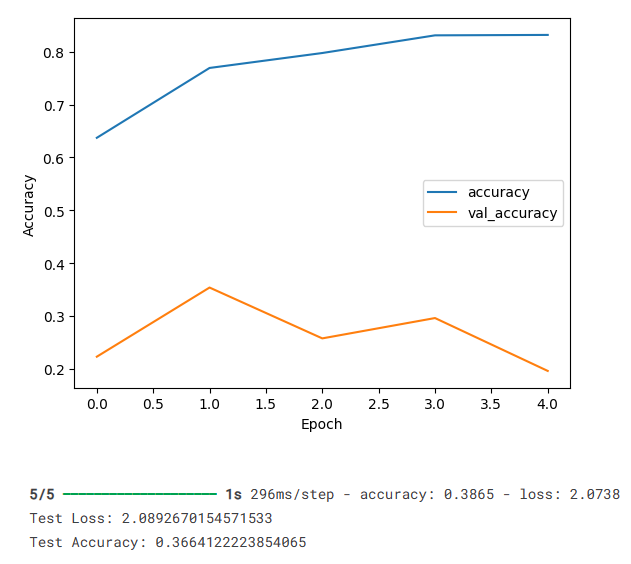 0.8
0.7
0.6
0.5
0.4
0.3
0.2
Accuracy
accuracy
val_accuracy
0.0 0.5 1.0 1.5 2.0 2.5 3.0 3.5 4.0
Epoch
5/5 ━━━━━━━━━━━━━━━━━━━━ 1s 296ms/step - accuracy: 0.3865 - loss: 2.0738
Test Loss: 2.0892670154571533
Test Accuracy: 0.3664122223854065